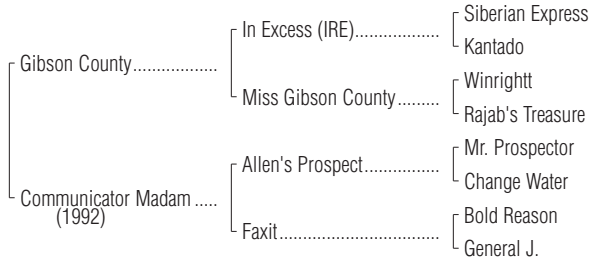 Siberian Express
In Excess (IRE)..................
Kantado
Gibson County..................
Winrightt
Miss Gibson County.........
Rajab's Treasure
Mr. Prospector
Allen's Prospect................
Change Water
Communicator Madam .....
(1992)
Bold Reason
Faxit..................................
General J.